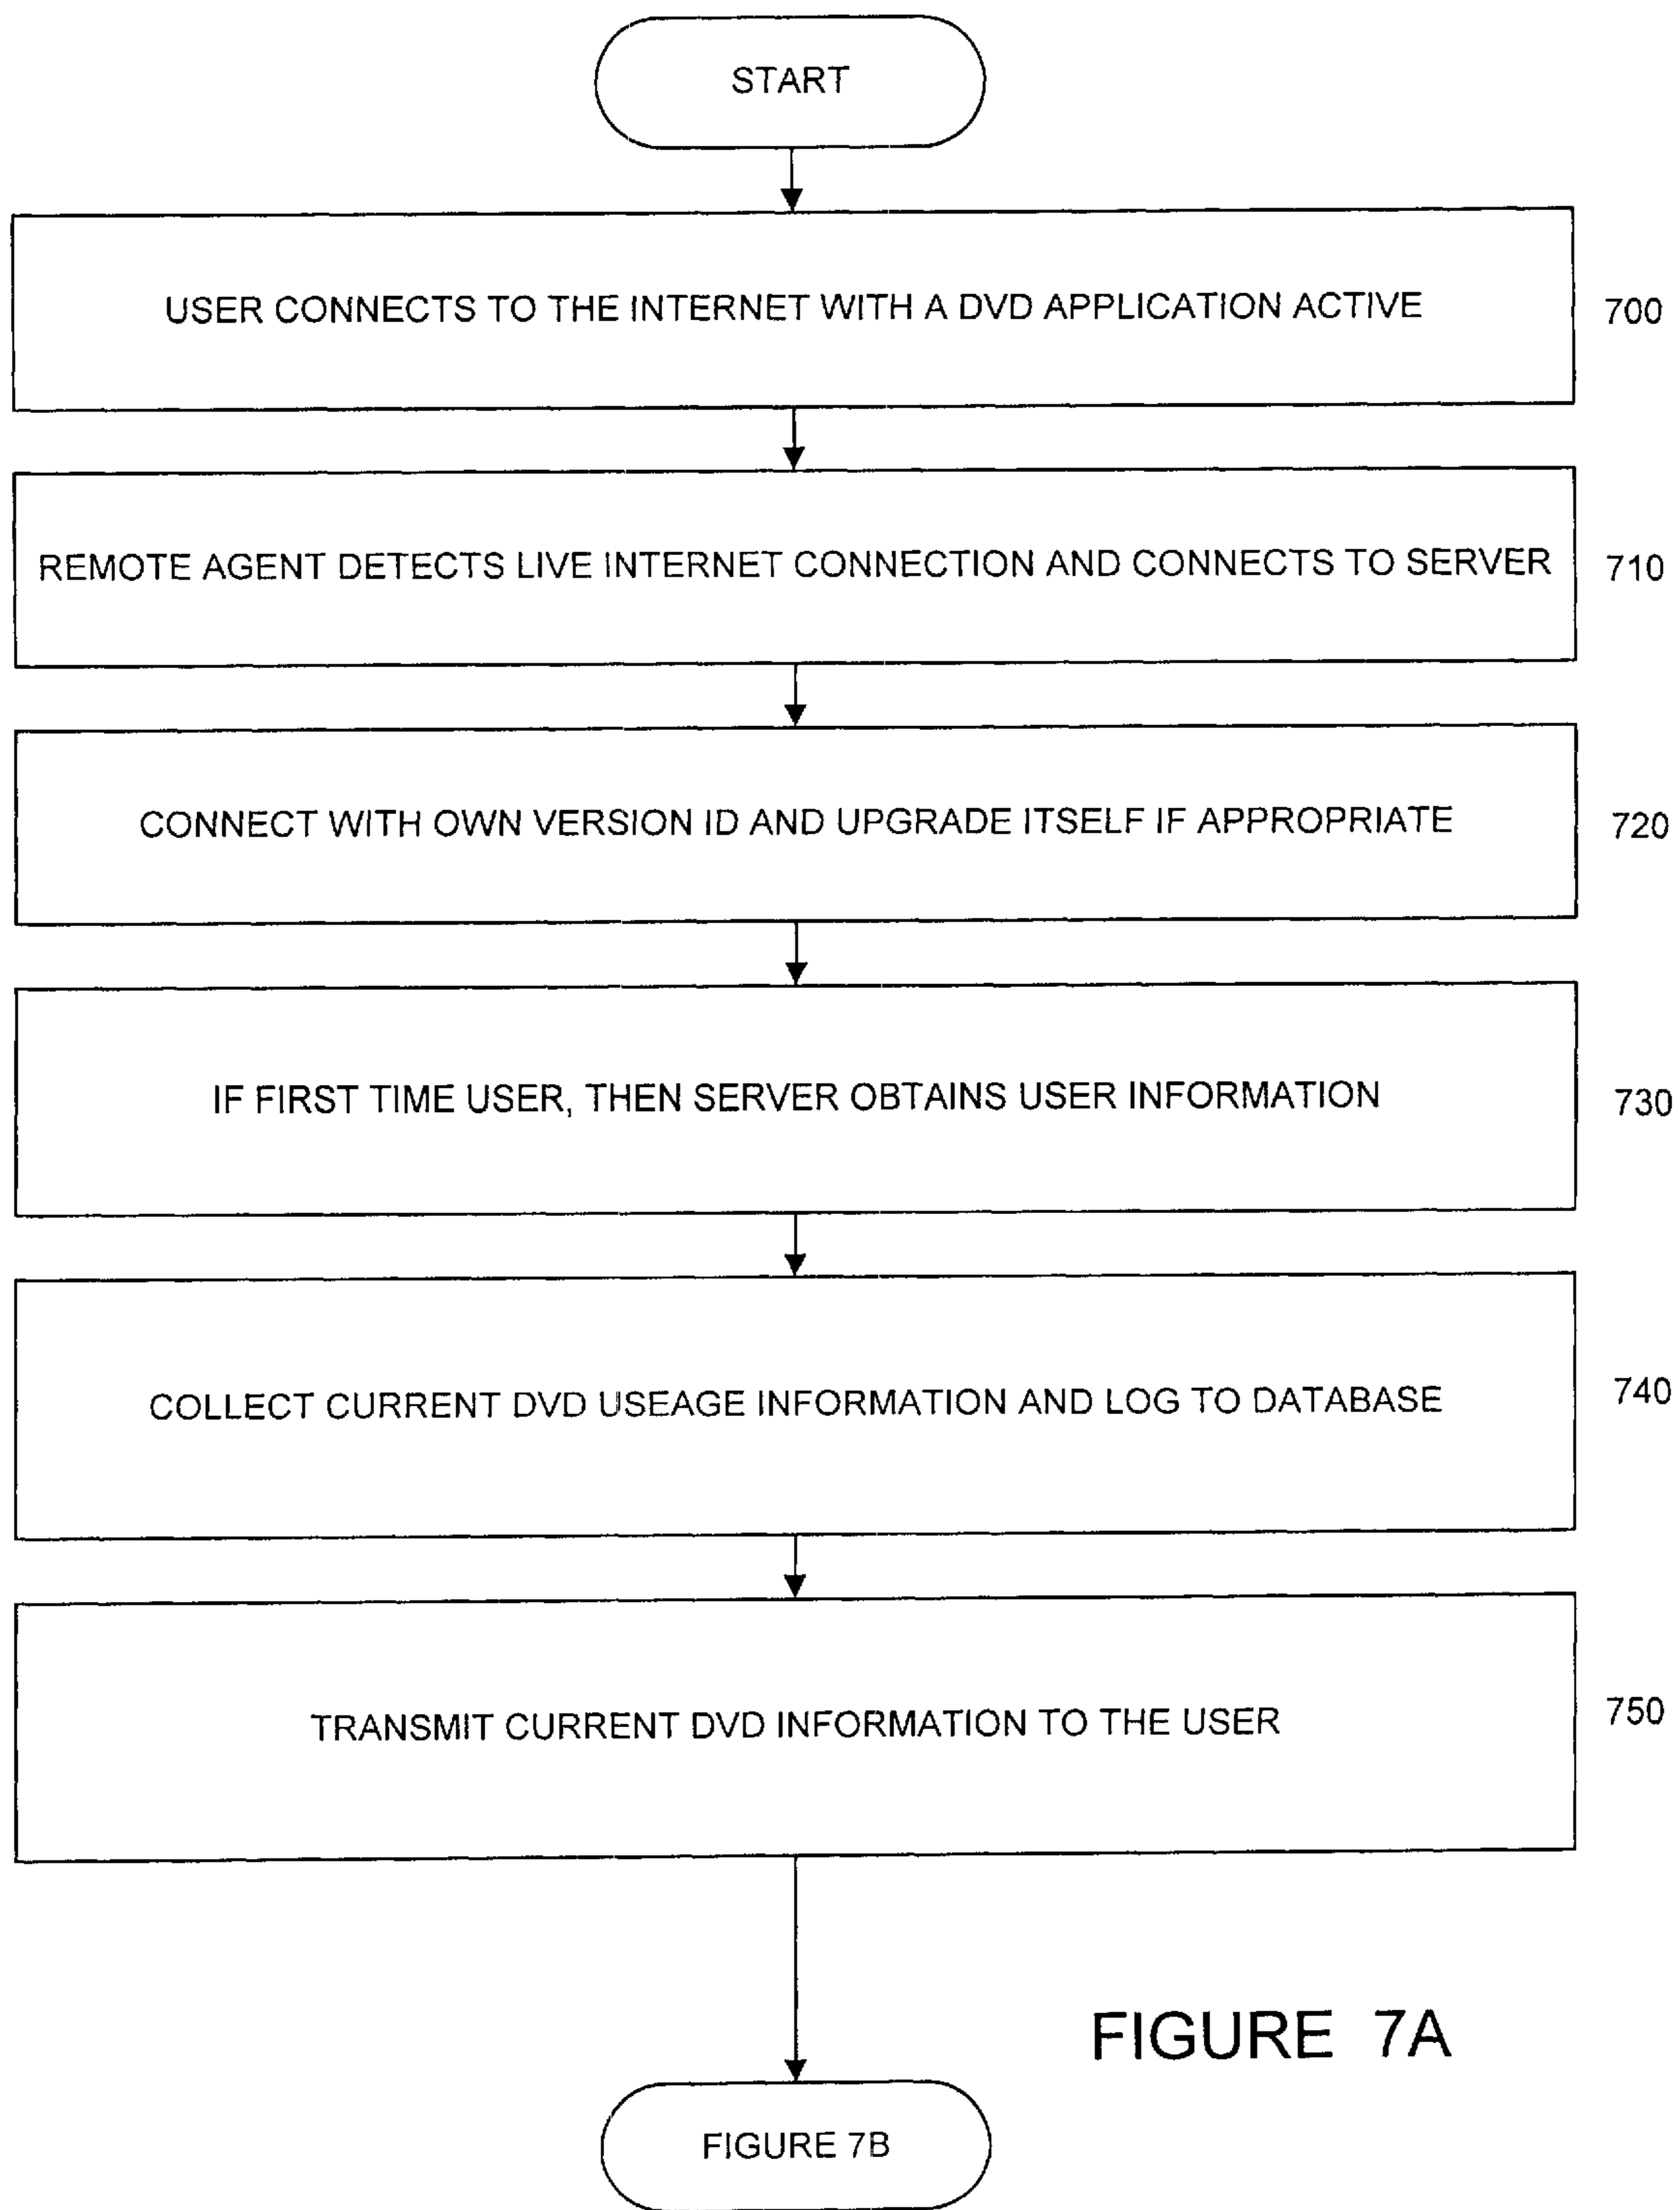 START
USER CONNECTS TO THE INTERNET WITH A DVD APPLICATION ACTIVE
700
REMOTE AGENT DETECTS LIVE INTERNET CONNECTION AND CONNECTS TO SERVER
710
CONNECT WITH OWN VERSION ID AND UPGRADE ITSELF IF APPROPRIATE
720
IF FIRST TIME USER, THEN SERVER OBTAINS USER INFORMATION
730
COLLECT CURRENT DVD USEAGE INFORMATION AND LOG TO DATABASE
740
TRANSMIT CURRENT DVD INFORMATION TO THE USER
750
FIGURE 7A
FIGURE 7B